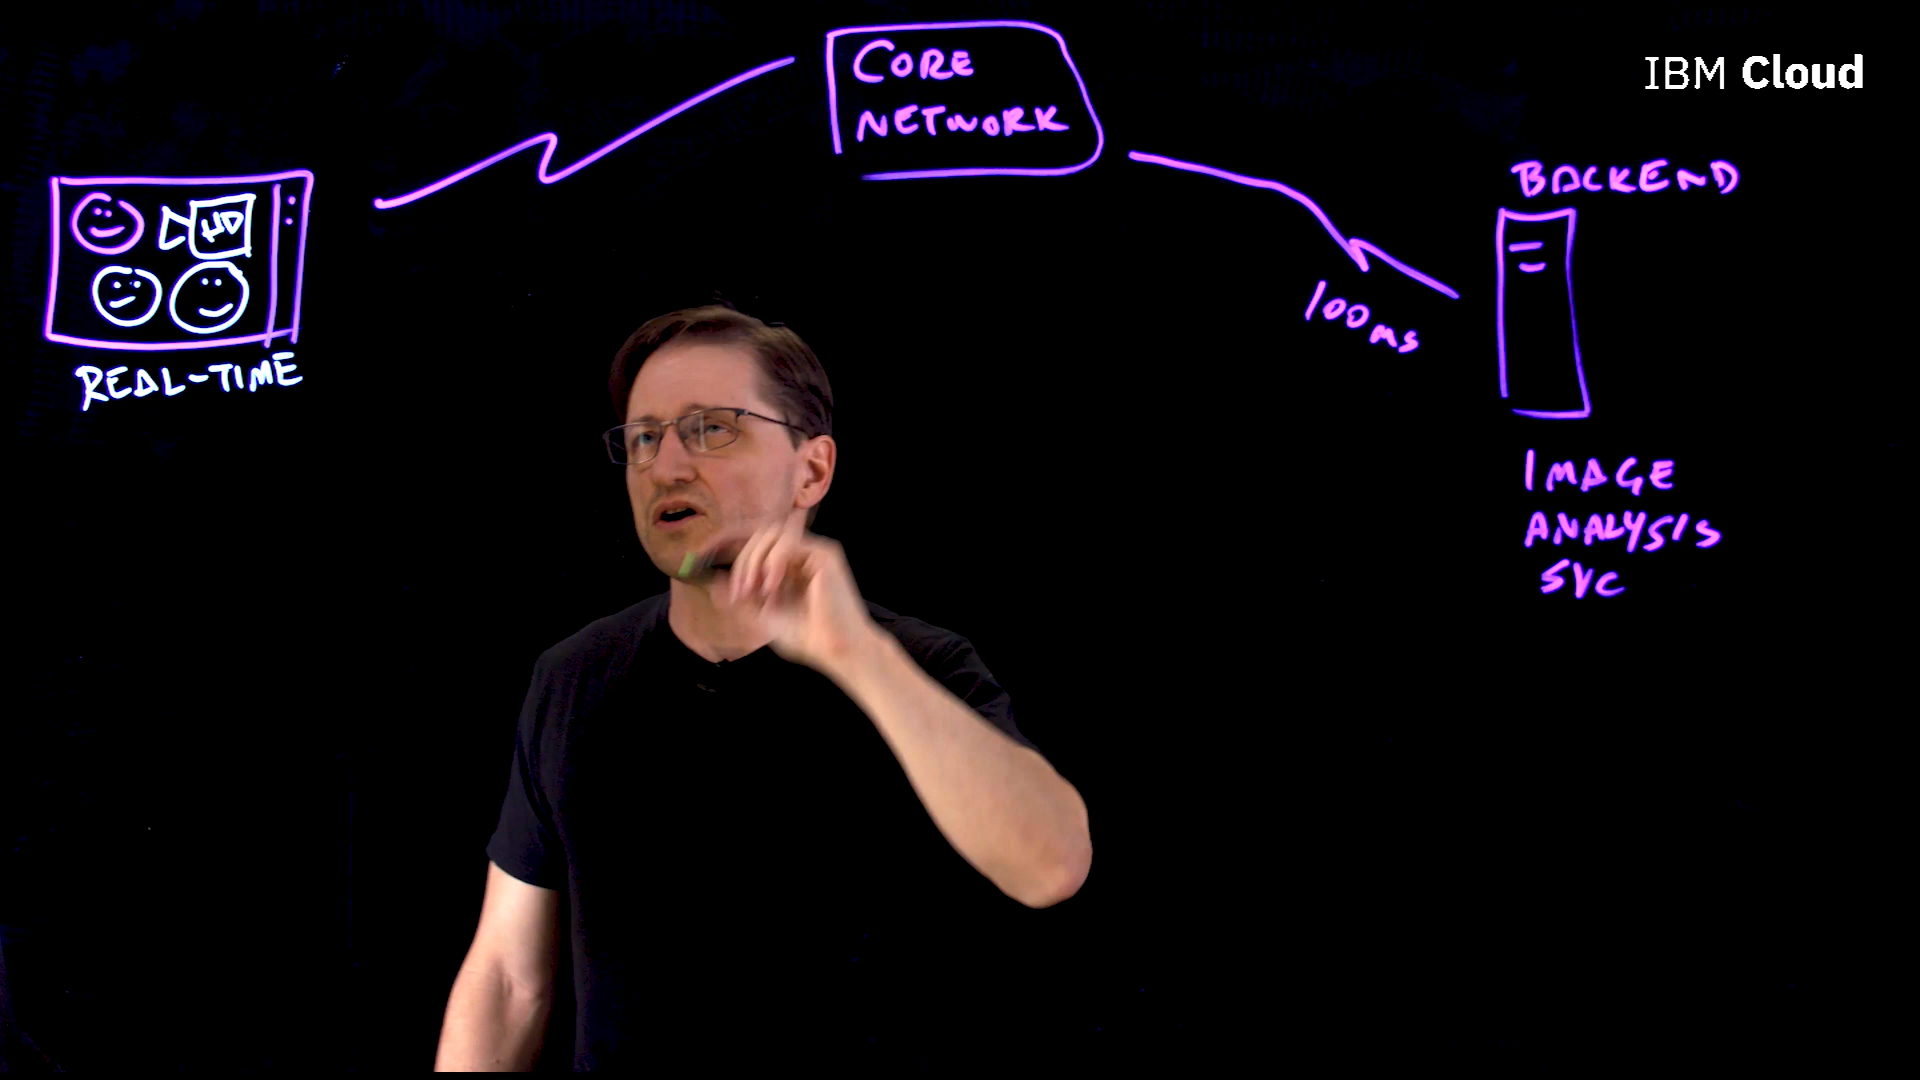 CORE
NETWORK
IBM Cloud
BACKEND
HD
REAL-TIME
100ms
IMAGE
ANALYSIS
SVC